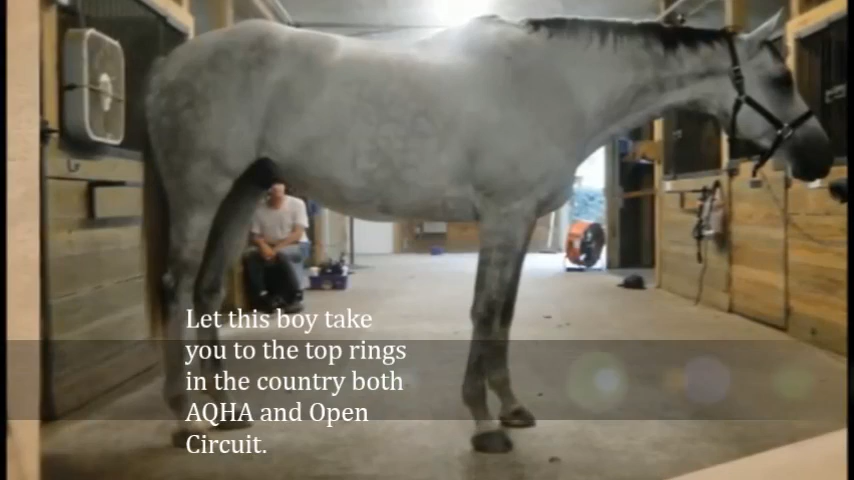 Let this boy take
you to the top rings
in the country both
AQHA and Open
Circuit.